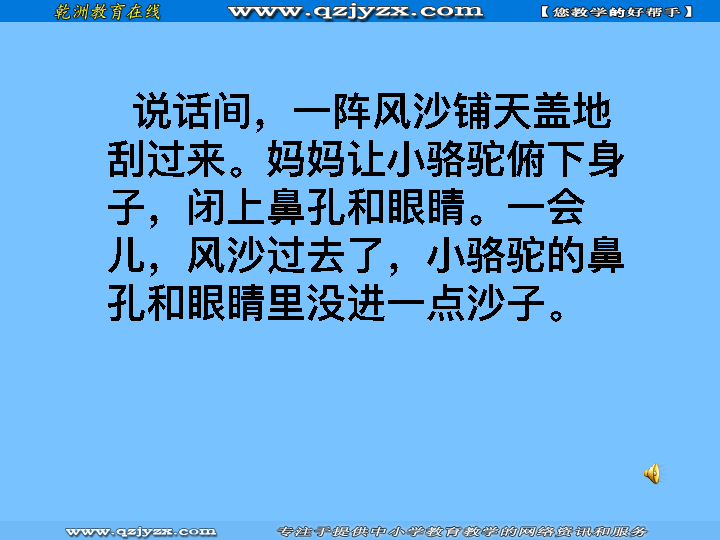 乾洲教育在线 www.qzjyzx.com 【您教学的好帮手】
说话间，一阵风沙铺天盖地
刮过来。妈妈让小骆驼俯下身
子，闭上鼻孔和眼睛。一会
儿，风沙过去了，小骆驼的鼻
孔和眼睛里没进一点沙子。
www.qzjyzx.com 专注于提供中小学教育教学的网络资讯和服务